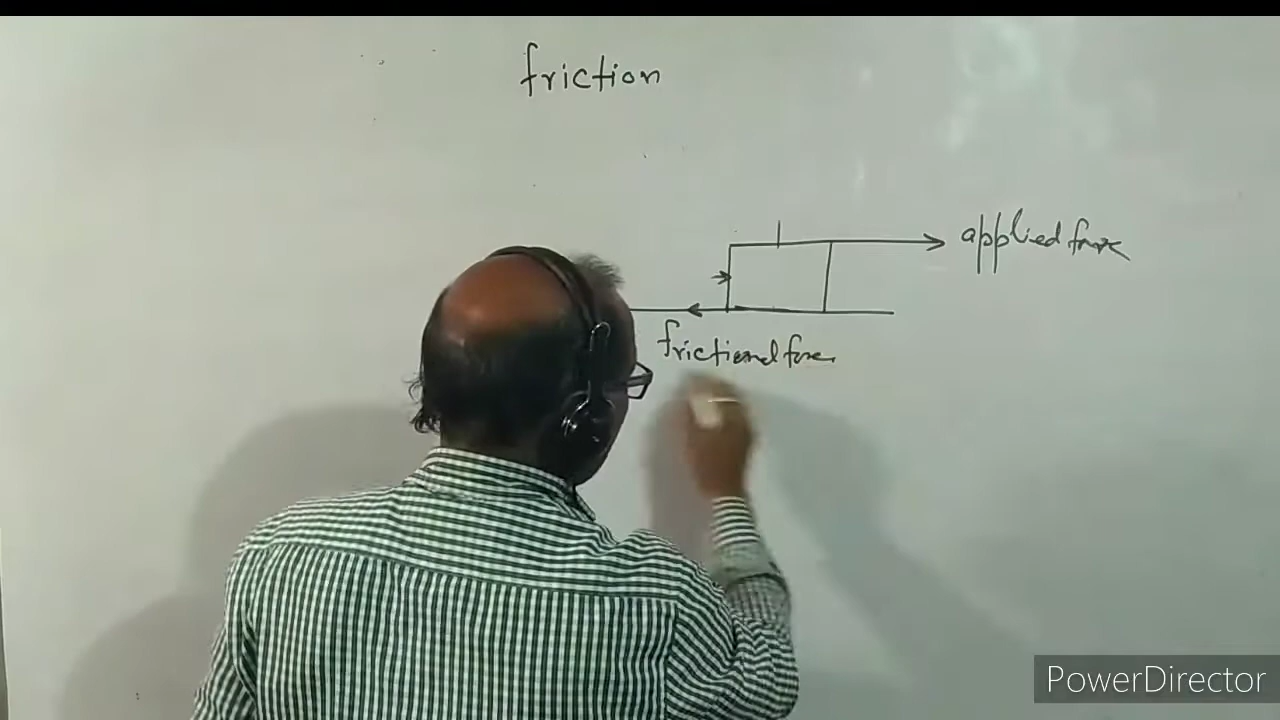 friction
applied force
frictional force
PowerDirector